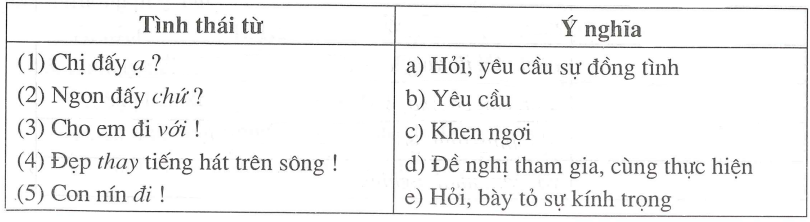 Tình thái từ
Ý nghĩa
(1) Chị đấy ạ ?
(2) Ngon đấy chứ ?
(3) Cho em đi với !
(4) Đẹp thay tiếng hát trên sông !
(5) Con nín đi !
a) Hỏi, yêu cầu sự đồng tình
b) Yêu cầu
c) Khen ngợi
d) Đề nghị tham gia, cùng thực hiện
e) Hỏi, bày tỏ sự kính trọng